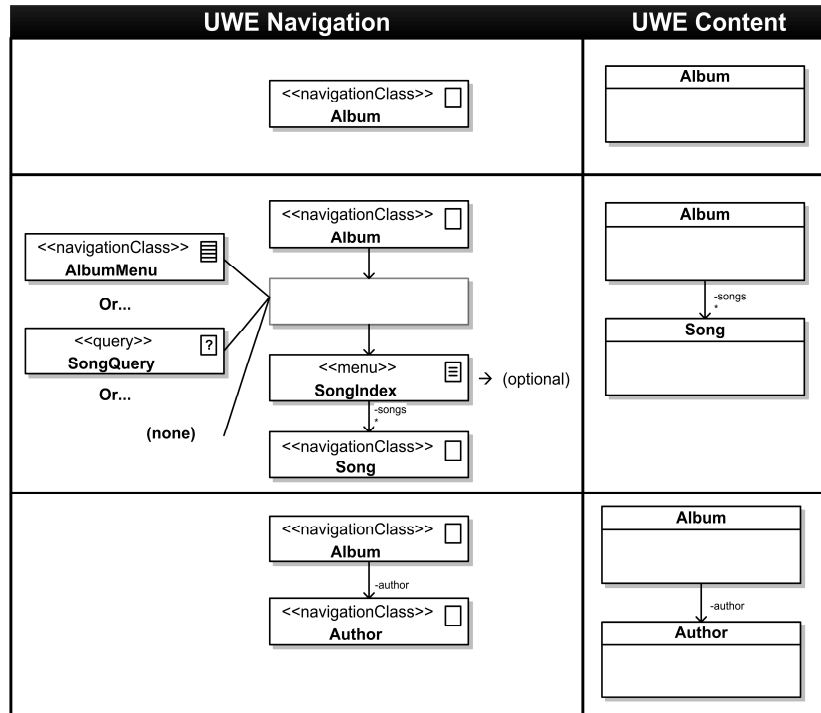 UWE Navigation
UWE Content
<<navigationClass>>
Album
Album
<<navigationClass>>
Album
<<navigationClass>>
AlbumMenu
Or...
<<query>>
?
SongQuery
Or...
(none)
<<menu>>
SongIndex
→ (optional)
-songs
*
<<navigationClass>>
Song
Album
-songs
*
Song
<<navigationClass>>
Album
-author
<<navigationClass>>
Author
Album
-author
Author